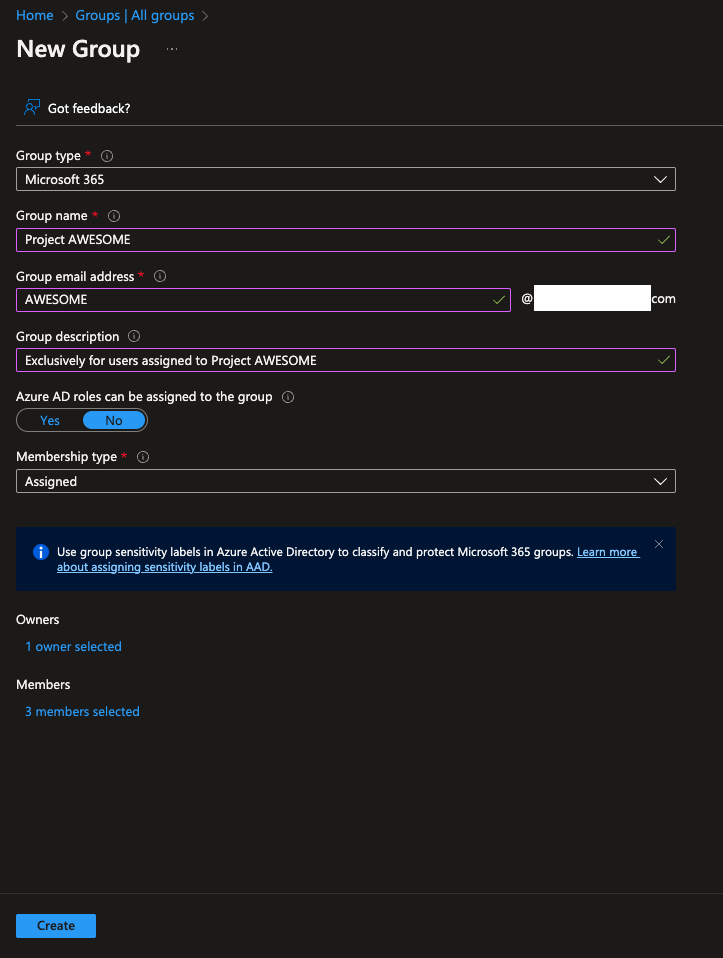 Home > Groups | All groups >
New Group ...
Got feedback?
Group type *
Microsoft 365
Group name *
Project AWESOME
Group email address *
AWESOME @ com
Group description
Exclusively for users assigned to Project AWESOME
Azure AD roles can be assigned to the group
Yes No
Membership type *
Assigned
Use group sensitivity labels in Azure Active Directory to classify and protect Microsoft 365 groups. Learn more
about assigning sensitivity labels in AAD.
Owners
1 owner selected
Members
3 members selected
Create